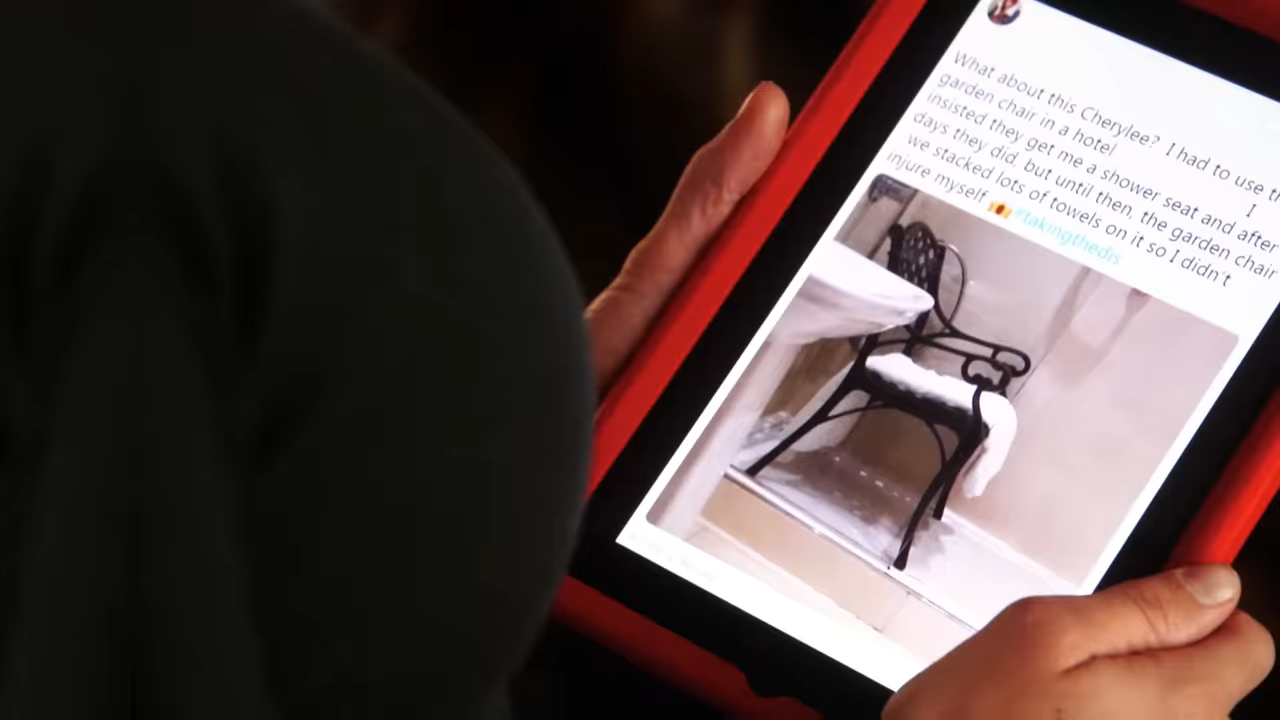 What about this Cherylee? I had to use th
garden chair in a hotel I
insisted they get me a shower seat and after
days they did, but until then, the garden chair
we stacked lots of towels on it so I didn't
injure myself #takingthedis